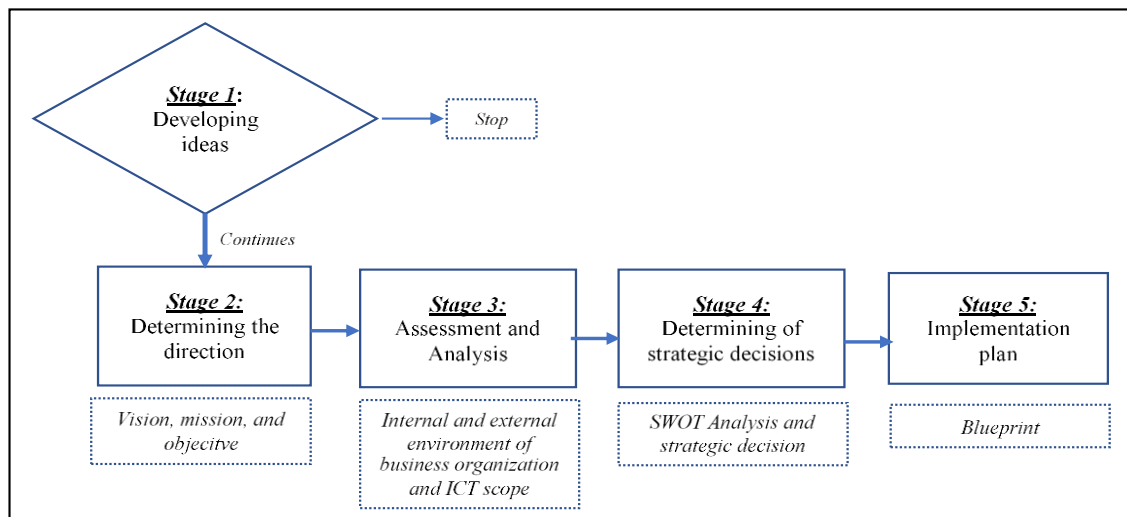 Stage 1:
Developing
ideas
Stop
Continues
Stage 2:
Determining the
direction
Vision, mission, and
objecitve
Stage 3:
Assessment and
Analysis
Internal and external
environment of
business organization
and ICT scope
Stage 4:
Determining of
strategic decisions
SWOT Analysis and
strategic decision
Stage 5:
Implementation
plan
Blueprint